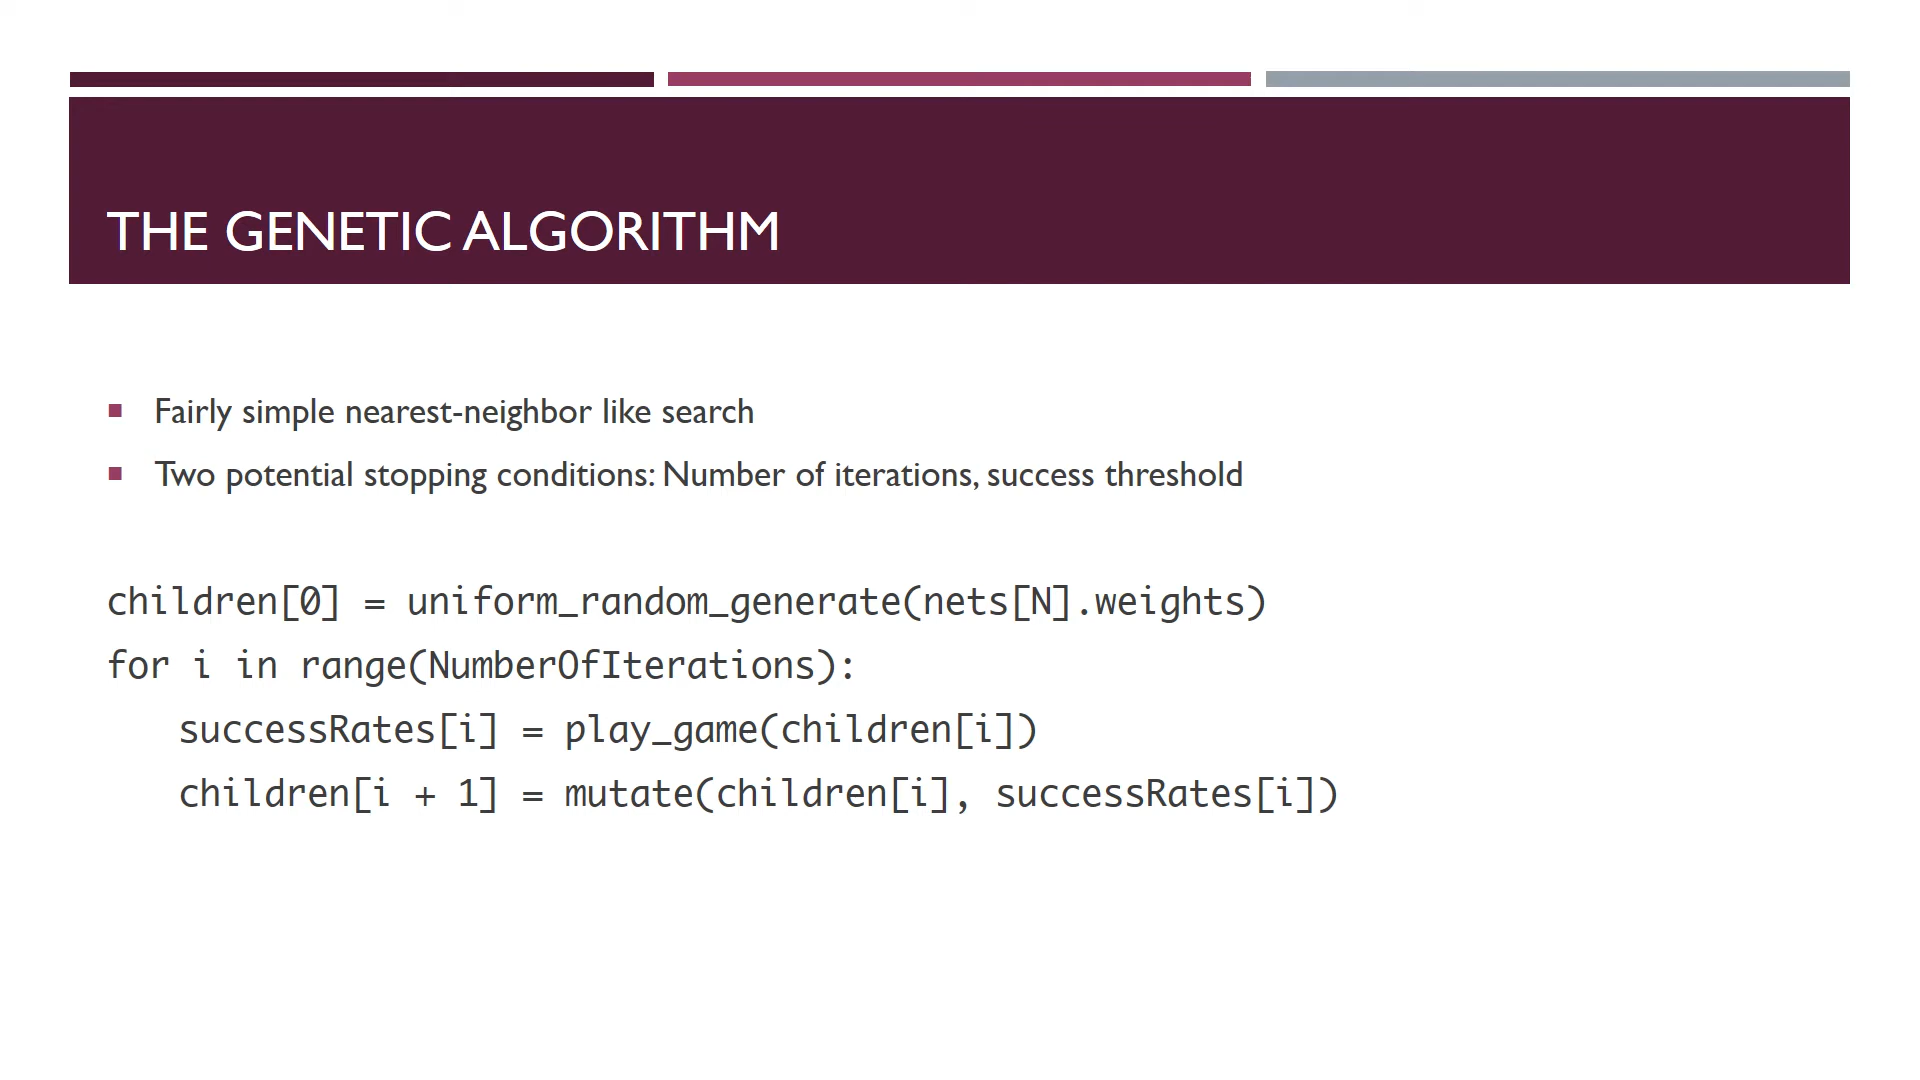 THE GENETIC ALGORITHM
Fairly simple nearest-neighbor like search
Two potential stopping conditions: Number of iterations, success threshold
children[0] = uniform_random_generate(nets[N].weights)
for i in range(NumberOfIterations):
successRates[i] = play_game(children[i])
children[i + 1] = mutate(children[i], successRates[i])